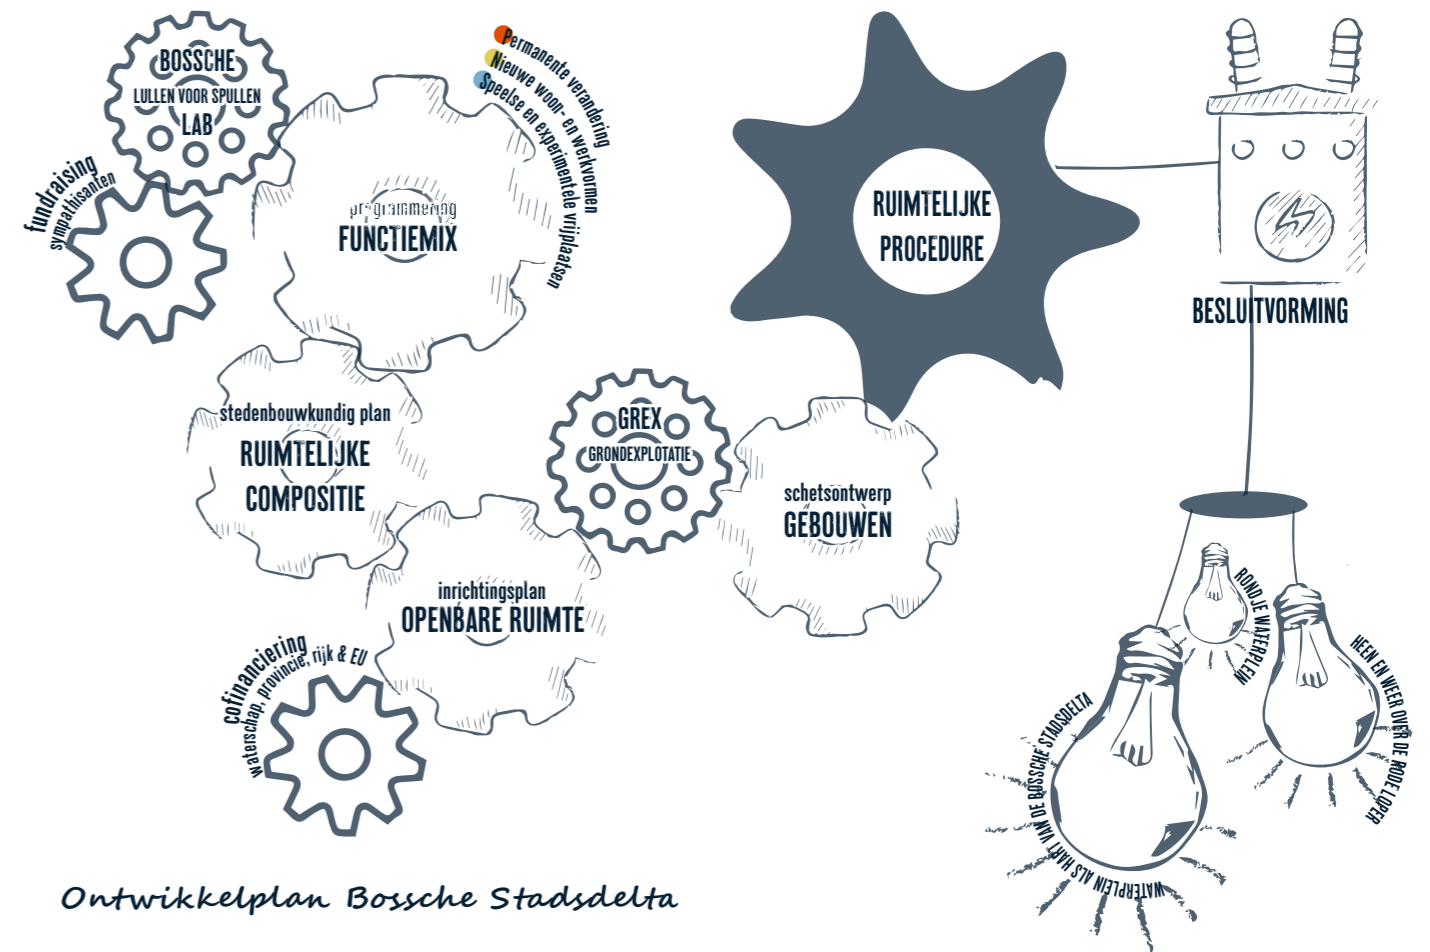 BOSSCHE
LULLEN VOOR SPULLEN
LAB
fundraising
sympathisanten
Permanente verandering
Nieuwe woon- en werkvormen
Speelse en experimentele vrijplaatsen
programmering
FUNCTIEMIX
RUIMTELIJKE
PROCEDURE
BESLUITVORMING
stedenbouwkundig plan
RUIMTELIJKE
COMPOSITIE
GREX
GRONDEXPLOTATIE
schetsontwerp
GEBOUWEN
inrichtingsplan
OPENBARE RUIMTE
cofinanciering
waterschap, provincie, rijk & EU
RONDJE WATERPLEIN
HEEN EN WEER OVER DE RODE LOPER
WATERPLEIN ALS HART VAN DE BOSSCHE STADSDELTA
Ontwikkelplan Bossche Stadsdelta